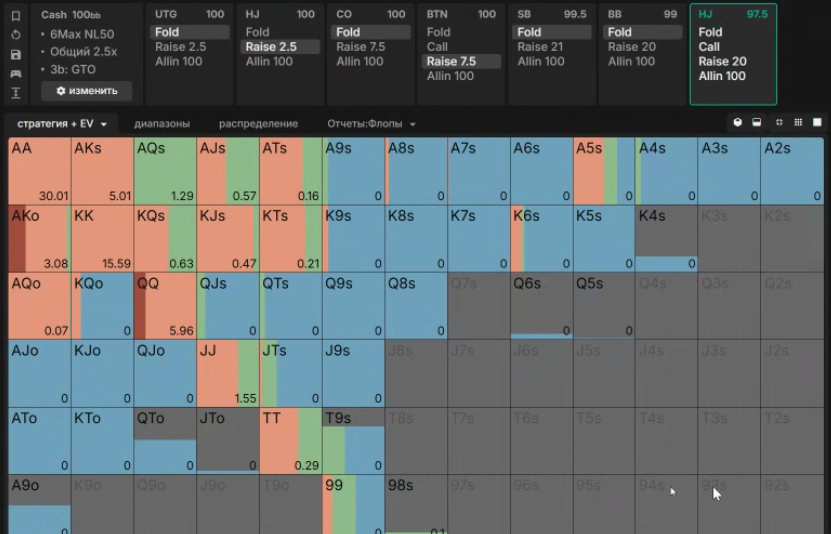 Cash 100bb
• 6Max NL50
• Общий 2.5x
• 3b: GTO
изменить
UTG 100
Fold
Raise 2.5
Allin 100
HJ 100
Fold
Raise 2.5
Allin 100
CO 100
Fold
Raise 7.5
Allin 100
BTN 100
Fold
Call
Raise 7.5
Allin 100
SB 99.5
Fold
Raise 21
Allin 100
BB 99
Fold
Raise 20
Allin 100
HJ 97.5
Fold
Call
Raise 20
Allin 100
стратегия + EV диапазоны распределение Отчеты:Флопы
AA AKs AQs AJs ATs A9s A8s A7s A6s A5s A4s A3s A2s
30.01 5.01 1.29 0.57 0.16 0 0 0 0 0 0 0 0
AKo KK KQs KJs KTs K9s K8s K7s K6s K5s K4s K3s K2s
3.08 15.59 0.63 0.47 0.21 0 0 0 0 0 0
AQo KQo QQ QJs QTs Q9s Q8s Q7s Q6s Q5s Q4s Q3s Q2s
0.07 0 5.96 0 0 0 0 0 0
AJo KJo QJo JJ JTs J9s J8s J7s J6s J5s J4s J3s J2s
0 0 0 1.55 0 0
ATo KTo QTo JTo TT T9s T8s T7s T6s T5s T4s T3s T2s
0 0 0 0 0.29 0
A9o K9o Q9o J9o T9o 99 98s 97s 96s 95s 94s 93s 92s
0 0 0.1